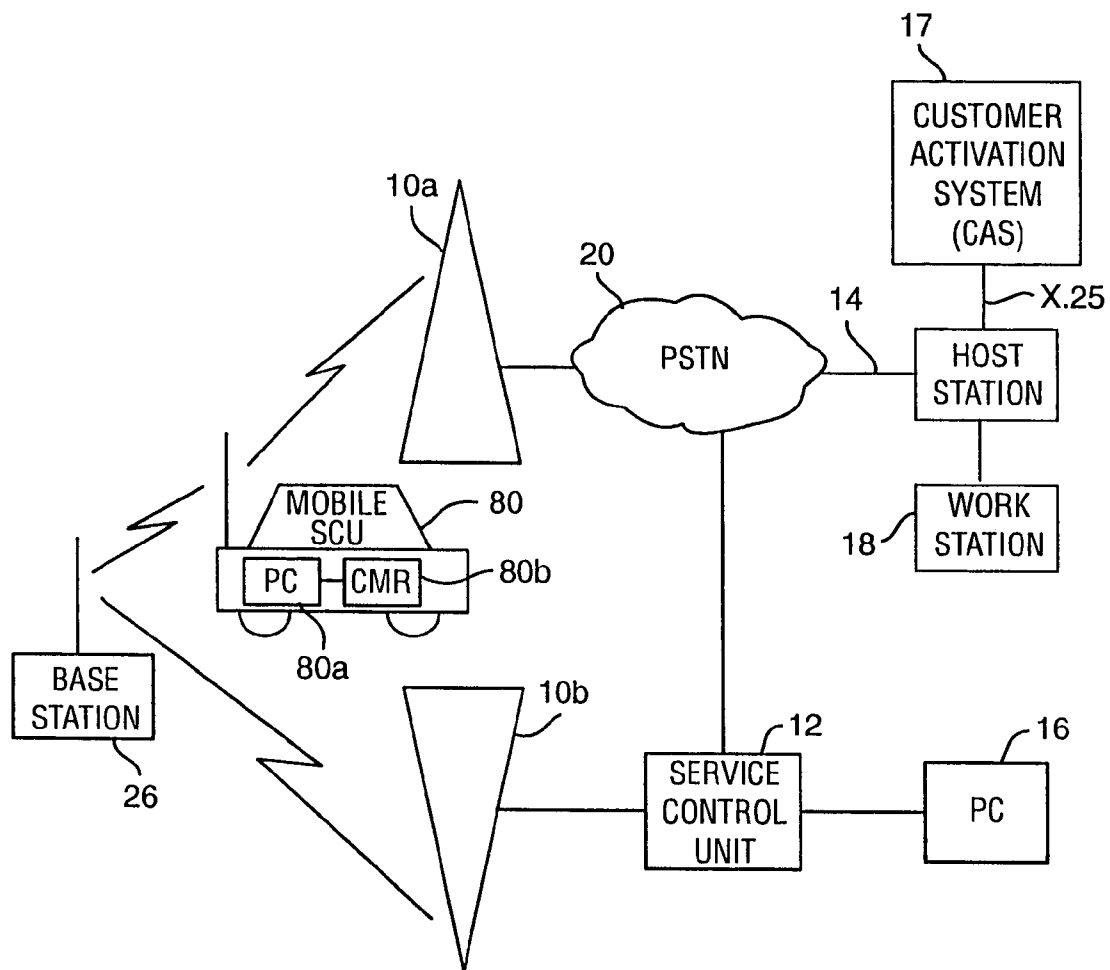 17
CUSTOMER
ACTIVATION
SYSTEM
(CAS)
10a
20
14
X.25
PSTN
HOST
STATION
MOBILE
SCU
80
WORK
STATION
18
PC
CMR
80b
80a
BASE
STATION
26
10b
12
16
SERVICE
CONTROL
UNIT
PC